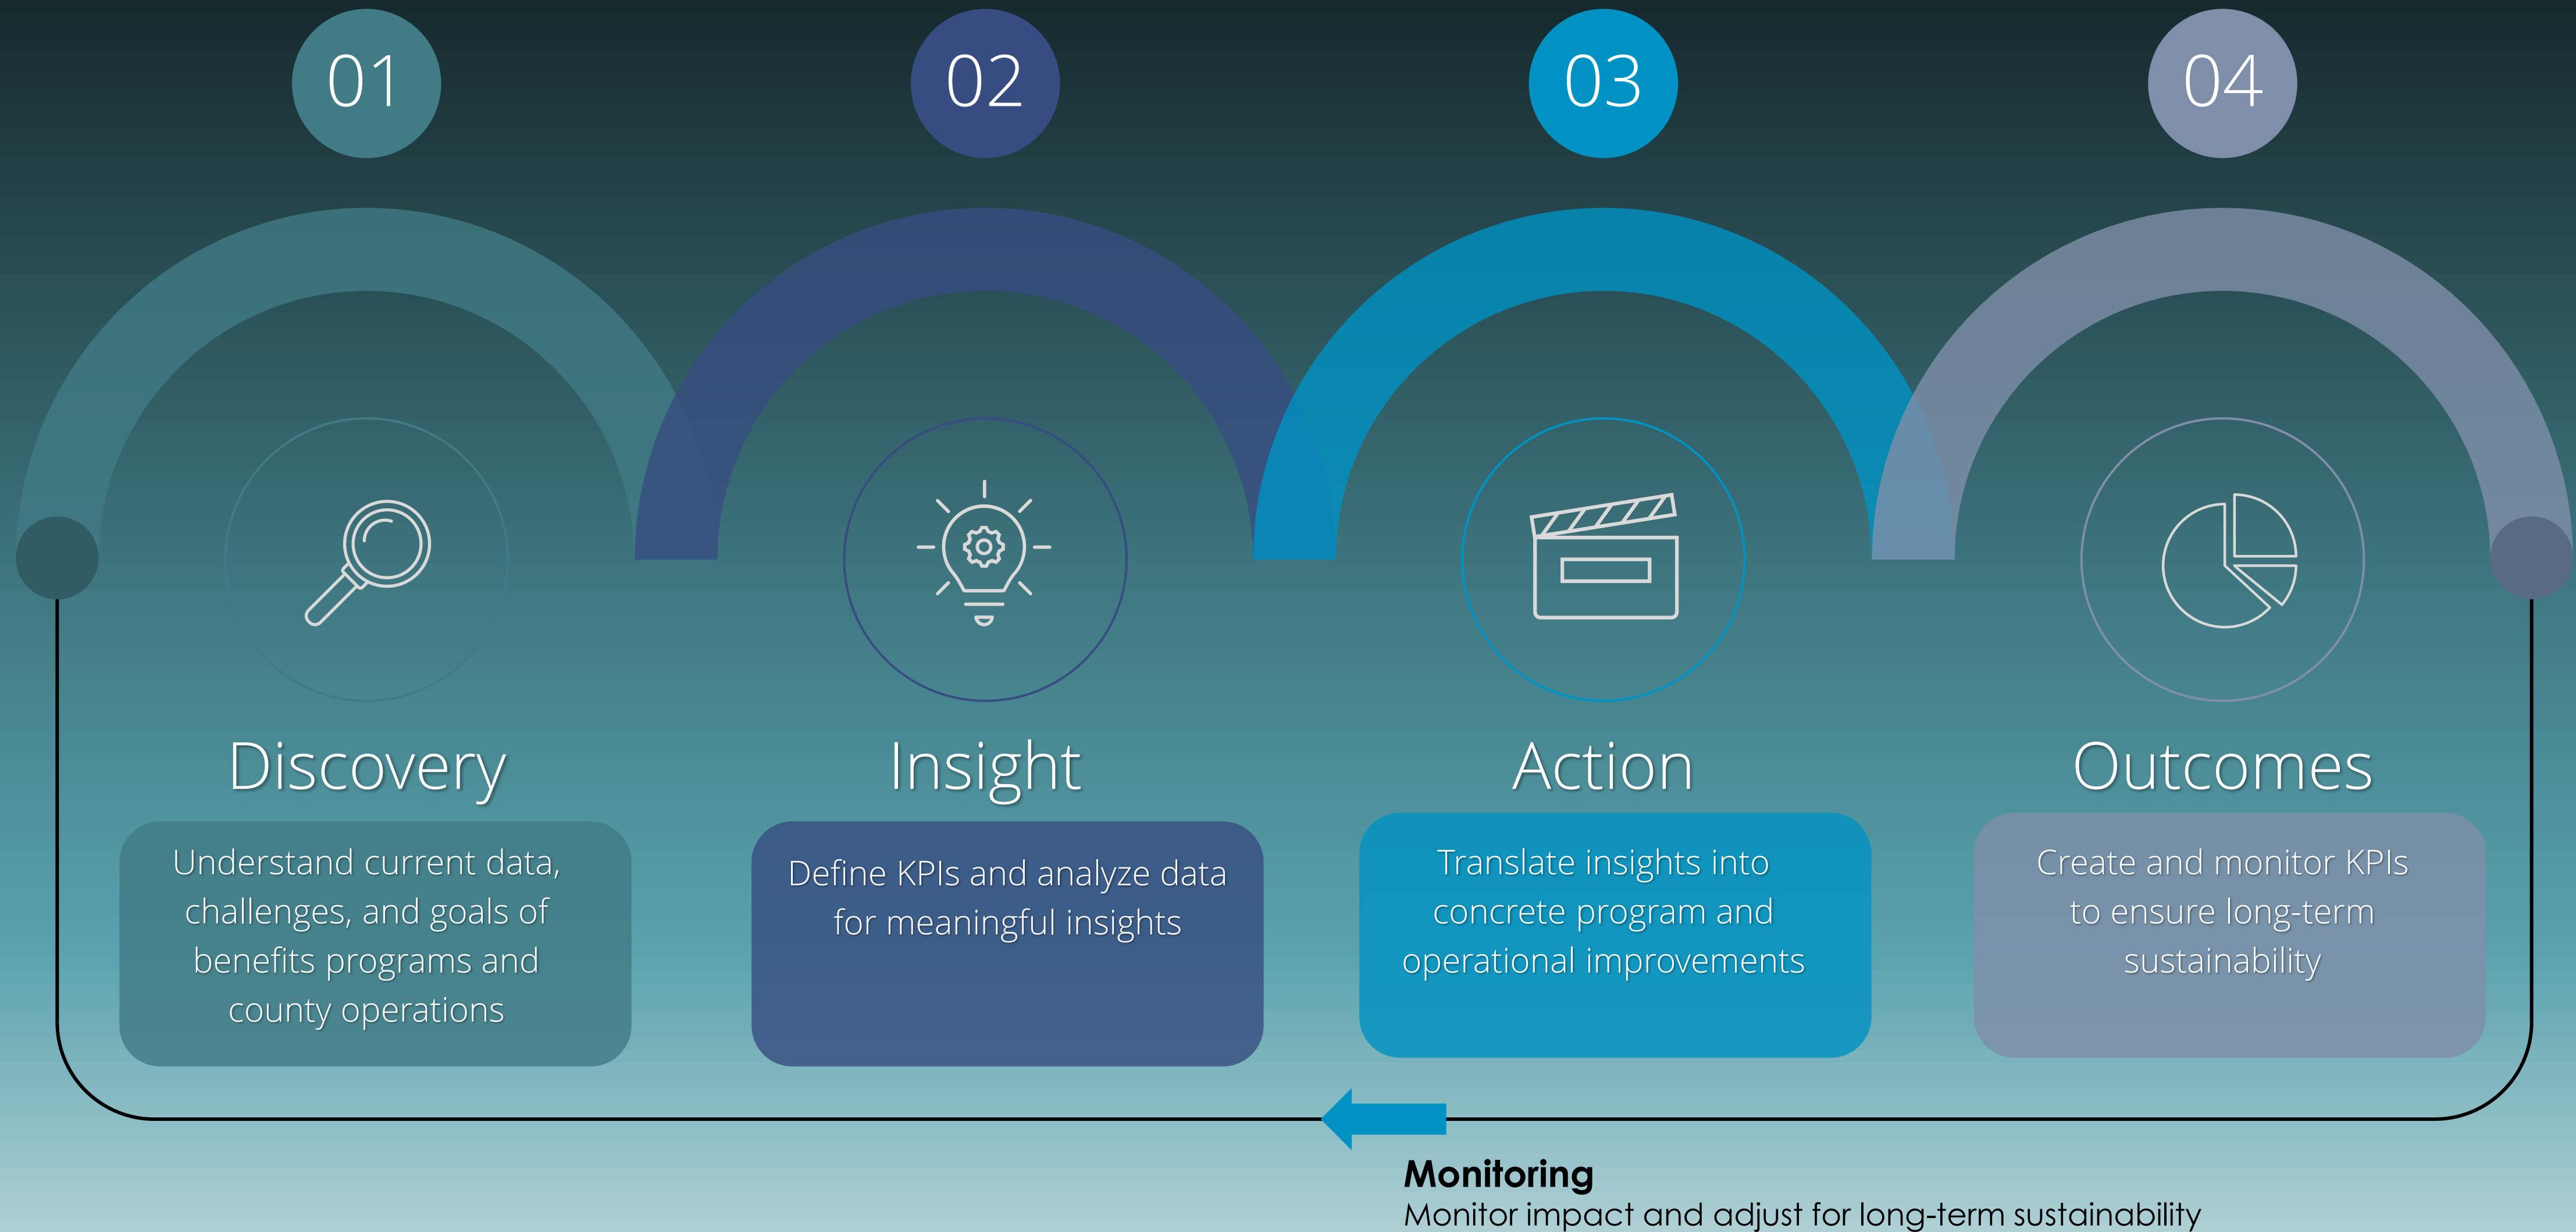 01
02
03
04
Discovery
Understand current data,
challenges, and goals of
benefits programs and
county operations
Insight
Define KPIs and analyze data
for meaningful insights
Action
Translate insights into
concrete program and
operational improvements
Outcomes
Create and monitor KPIs
to ensure long-term
sustainability
Monitoring
Monitor impact and adjust for long-term sustainability